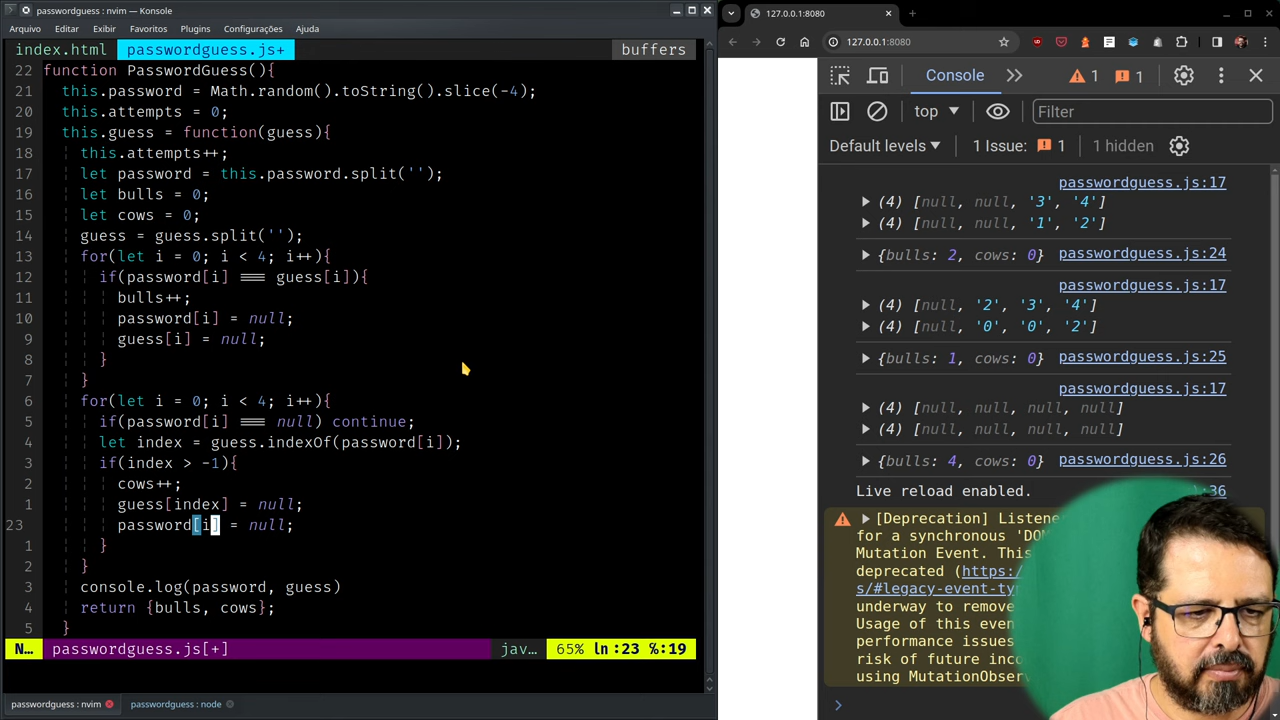 passwordguess : nvim — Konsole
Arquivo Editar Exibir Favoritos Plugins Configurações Ajuda
index.html passwordguess.js+ buffers
22 function PasswordGuess(){
21 this.password = Math.random().toString().slice(-4);
20 this.attempts = 0;
19 this.guess = function(guess){
18 this.attempts++;
17 let password = this.password.split('');
16 let bulls = 0;
15 let cows = 0;
14 guess = guess.split('');
13 for(let i = 0; i < 4; i++){
12 if(password[i] === guess[i]){
11 bulls++;
10 password[i] = null;
9 guess[i] = null;
8 }
7 }
6 for(let i = 0; i < 4; i++){
5 if(password[i] === null) continue;
4 let index = guess.indexOf(password[i]);
3 if(index > -1){
2 cows++;
1 guess[index] = null;
23 password[i] = null;
1 }
2 }
3 console.log(password, guess)
4 return {bulls, cows};
5 }
N… passwordguess.js[+] jav… 65% ln:23 %:19
passwordguess : nvim passwordguess : node
127.0.0.1:8080
127.0.0.1:8080
Console
1 1
top Filter
Default levels 1 Issue: 1 1 hidden
passwordguess.js:17
(4) [null, null, '3', '4']
(4) [null, null, '1', '2']
{bulls: 2, cows: 0} passwordguess.js:24
passwordguess.js:17
(4) [null, '2', '3', '4']
(4) [null, '0', '0', '2']
{bulls: 1, cows: 0} passwordguess.js:25
passwordguess.js:17
(4) [null, null, null, null]
(4) [null, null, null, null]
{bulls: 4, cows: 0} passwordguess.js:26
Live reload enabled. :36
[Deprecation] Listene
for a synchronous 'DO
Mutation Event. This
deprecated (https:/
s/#legacy-event-ty
underway to remove
Usage of this even
performance issues
risk of future inco
using MutationObser